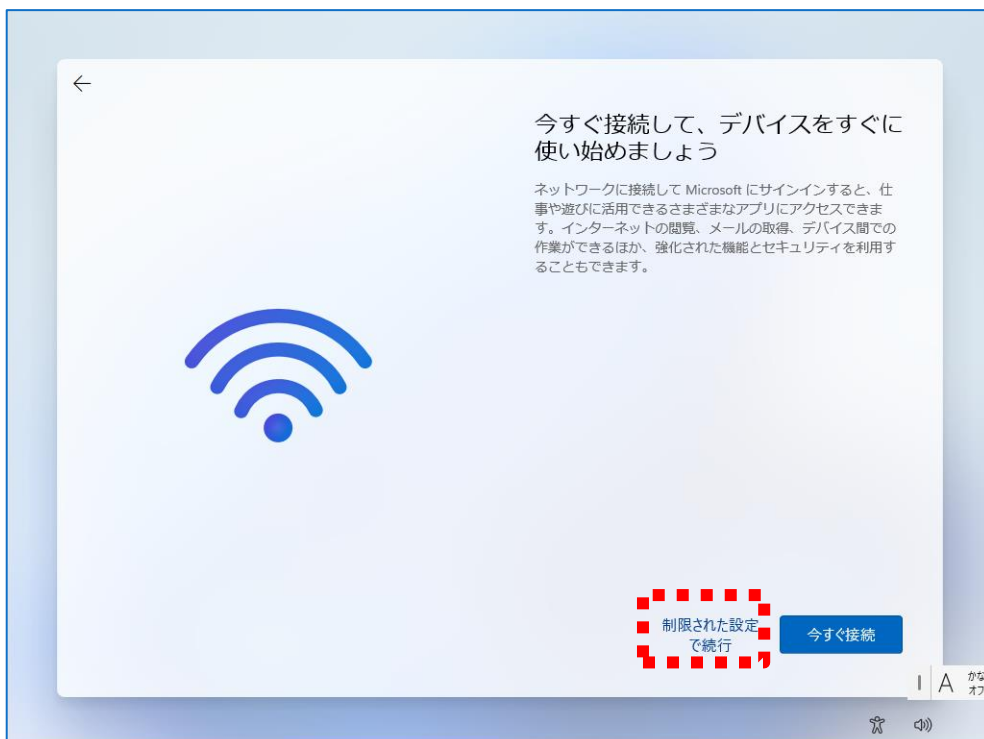 今すぐ接続して、デバイスをすぐに
使い始めましょう
ネットワークに接続して Microsoft にサインインすると、仕
事や遊びに活用できるさまざまなアプリにアクセスできま
す。インターネットの閲覧、メールの取得、デバイス間での
作業ができるほか、強化された機能とセキュリティを利用す
ることもできます。
制限された設定
で続行
今すぐ接続
A
かな
オフ